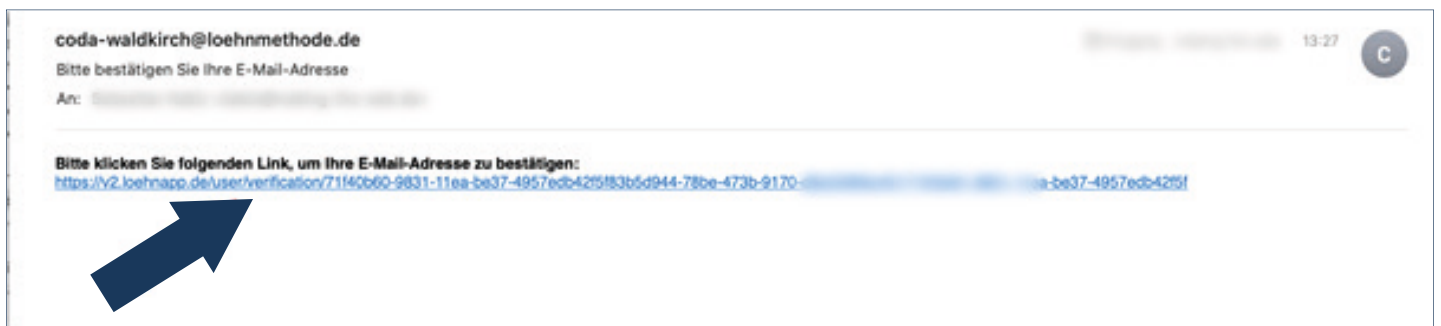 coda-waldkirch@loehnmethode.de
13:27
C
Bitte bestätigen Sie Ihre E-Mail-Adresse
An:
Bitte klicken Sie folgenden Link, um Ihre E-Mail-Adresse zu bestätigen:
https://v2.loehnapp.de/user/verification/71f40b60-9831-11ea-be37-4957edb42f5f83b5d944-78be-473b-9170- a-be37-4957edb42f5f